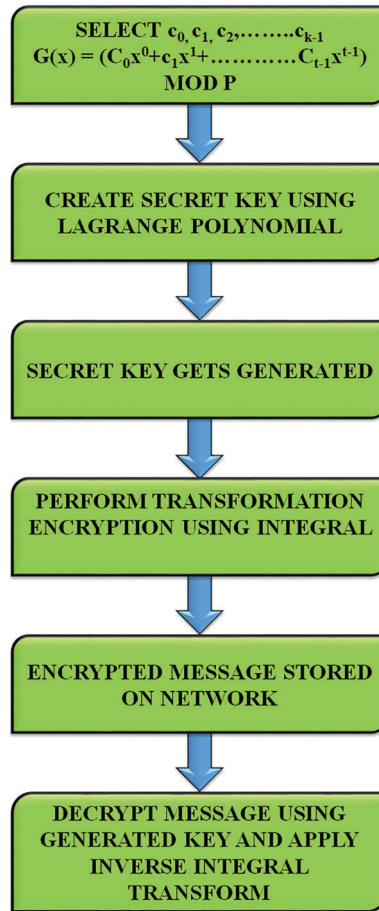 SELECT c₀, c₁, c₂,……..cₖ₋₁
G(x) = (C₀x⁰+c₁x¹+…………Cₜ₋₁xᵗ⁻¹)
MOD P
CREATE SECRET KEY USING
LAGRANGE POLYNOMIAL
SECRET KEY GETS GENERATED
PERFORM TRANSFORMATION
ENCRYPTION USING INTEGRAL
ENCRYPTED MESSAGE STORED
ON NETWORK
DECRYPT MESSAGE USING
GENERATED KEY AND APPLY
INVERSE INTEGRAL
TRANSFORM